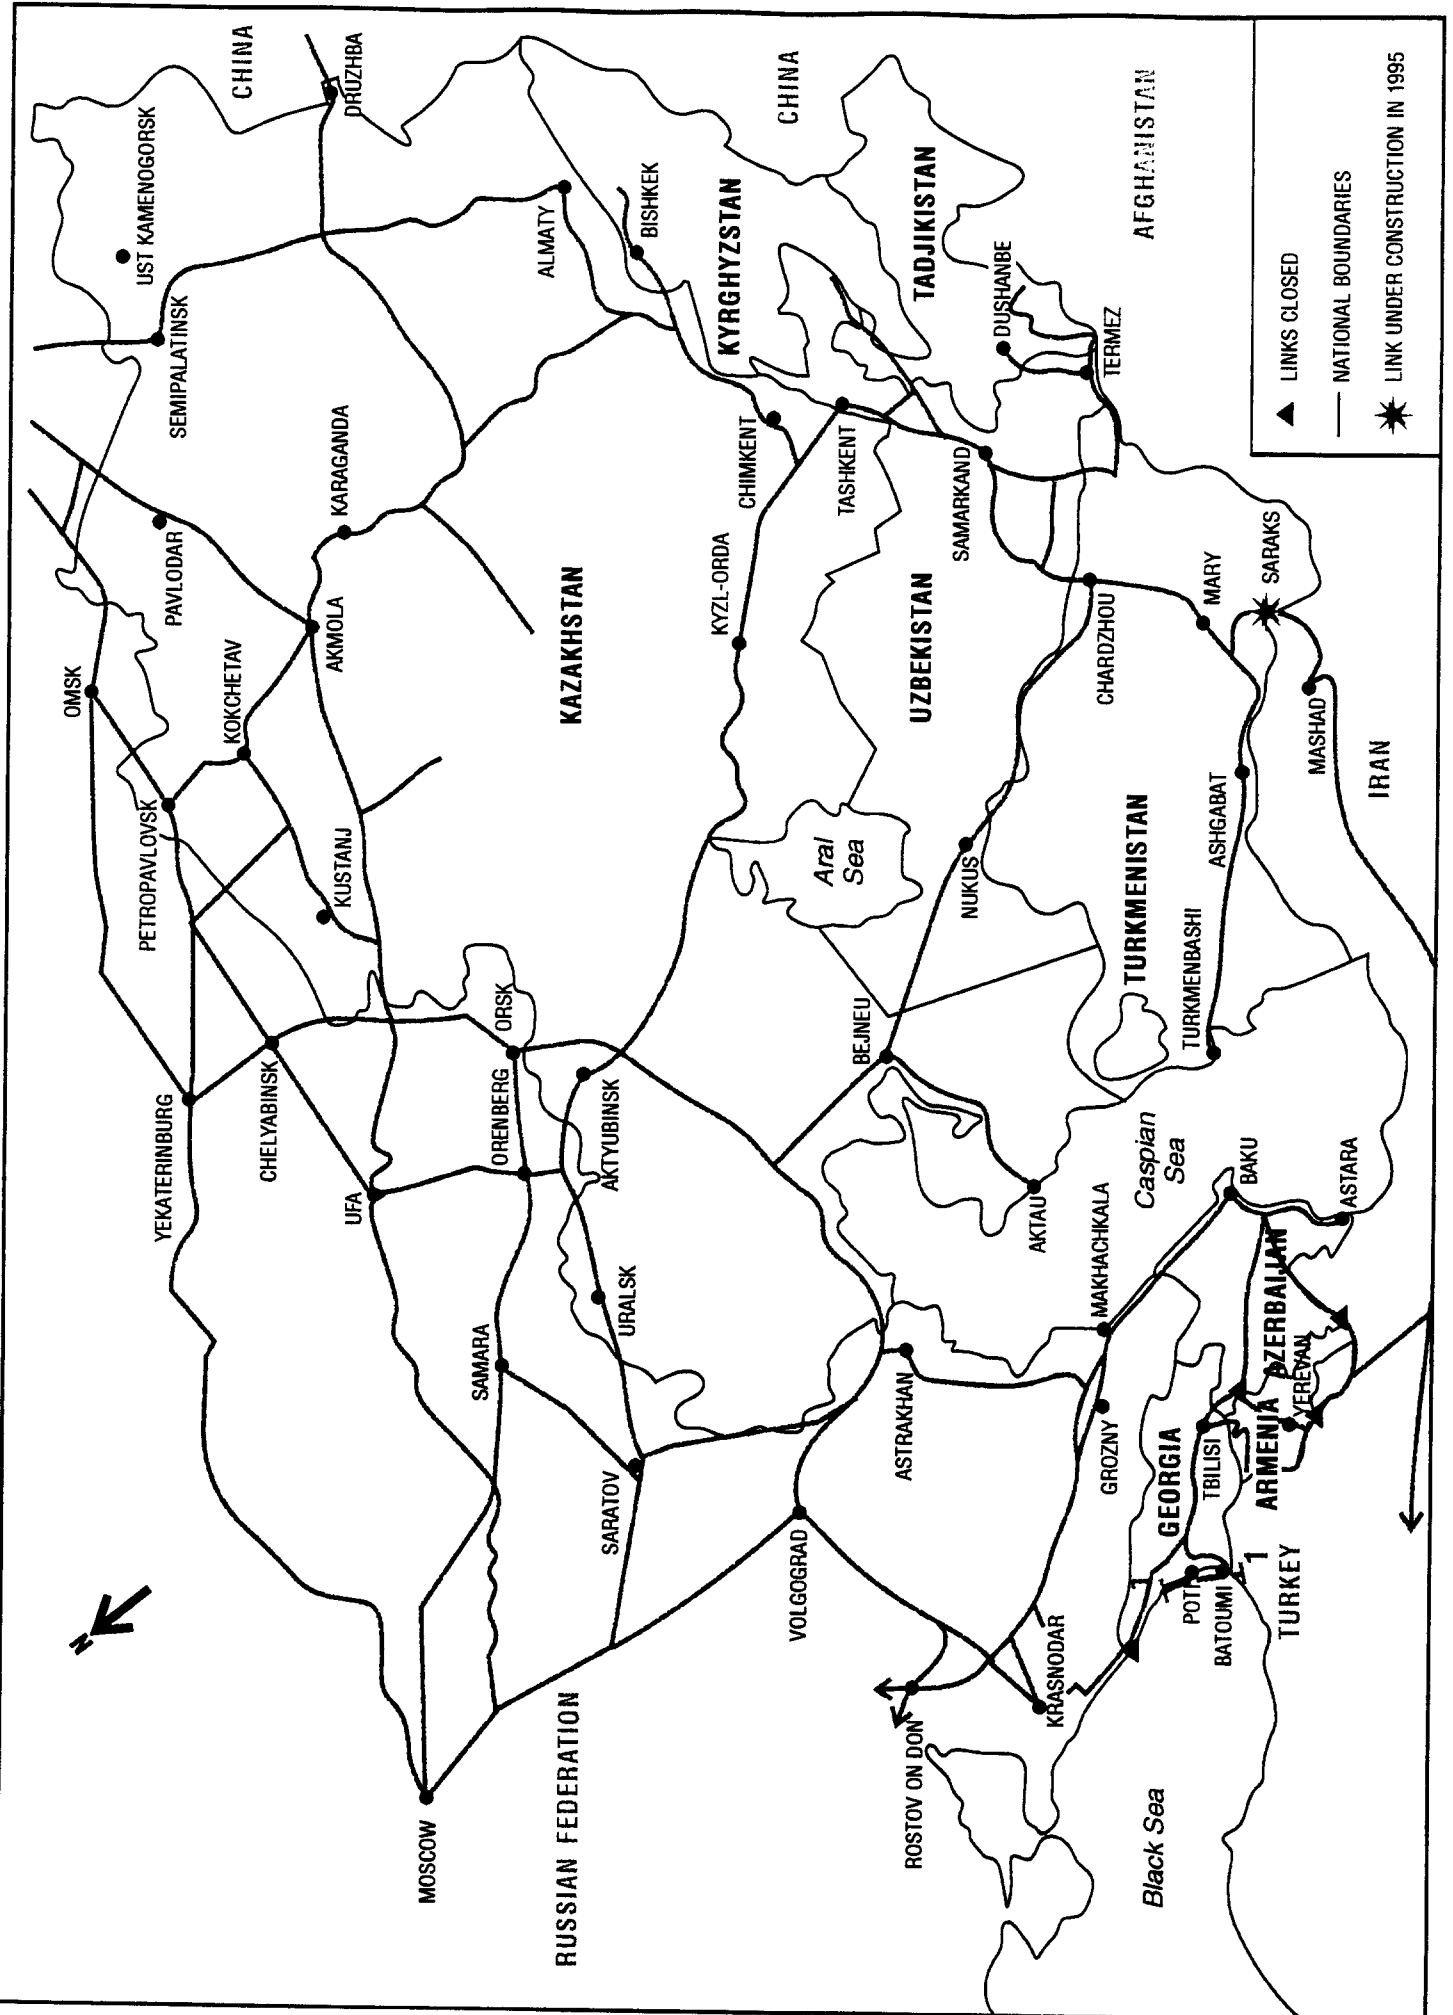 CHINA
DRUZHBA
UST KAMENOGORSK
SEMIPALATINSK
ALMATY
BISHKEK
CHINA
KYRGHYZSTAN
TADJIKISTAN
AFGHANISTAN
DUSHANBE
TERMEZ
PAVLODAR
KARAGANDA
CHIMKENT
TASHKENT
SAMARKAND
OMSK
KOKCHETAV
AKMOLA
KAZAKHSTAN
KYZL-ORDA
UZBEKISTAN
CHARDZHOU
MARY
SARAKS
MASHAD
IRAN
PETROPAVLOVSK
KUSTANJ
Aral
Sea
NUKUS
TURKMENISTAN
ASHGABAT
TURKMENBASHI
YEKATERINBURG
CHELYABINSK
ORSK
ORENBERG
AKTYUBINSK
BEJNEU
UFA
AKTAU
Caspian
Sea
BAKU
ASTARA
SAMARA
URALSK
MAKHACHKALA
AZERBAIJAN
YEREVAN
ARMENIA
SARATOV
ASTRAKHAN
GROZNY
GEORGIA
TBILISI
N
VOLGOGRAD
POTI
BATOUMI
1
TURKEY
MOSCOW
RUSSIAN FEDERATION
ROSTOV ON DON
KRASNODAR
Black Sea
LINKS CLOSED
NATIONAL BOUNDARIES
LINK UNDER CONSTRUCTION IN 1995